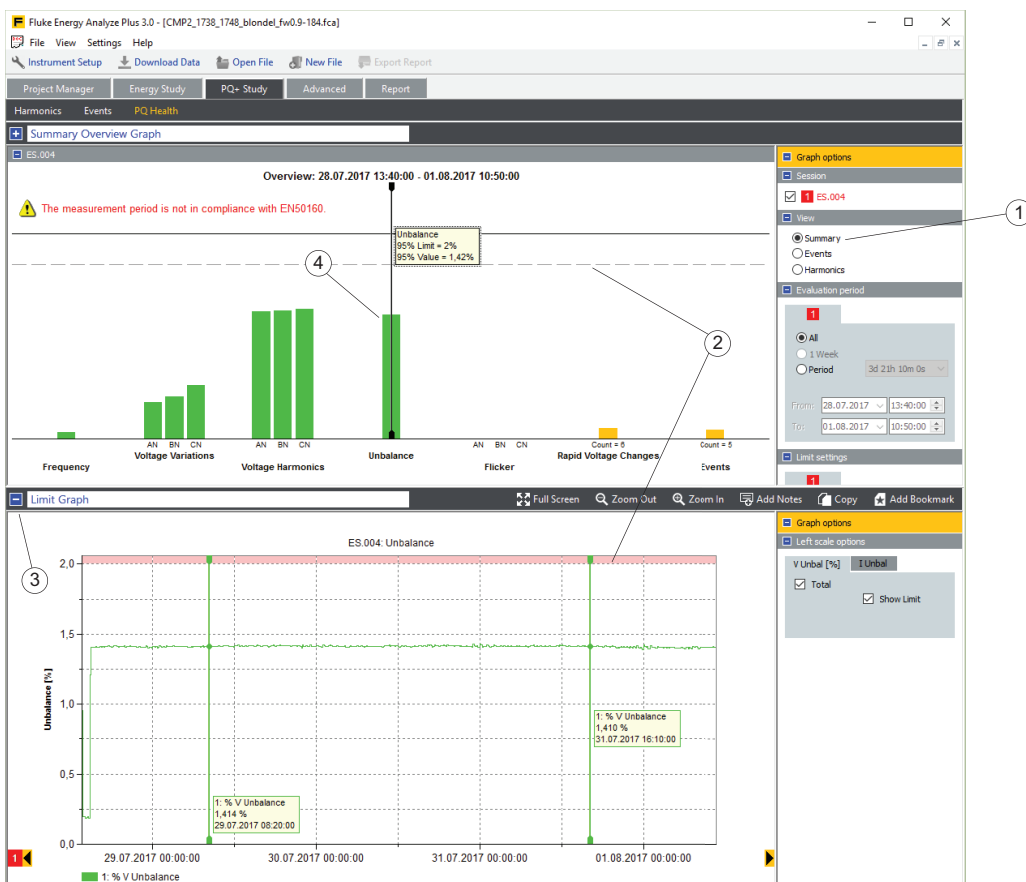 Fluke Energy Analyze Plus 3.0 - [CMP2_1738_1748_blondel_fw0.9-184.fca]
File View Settings Help
Instrument Setup Download Data Open File New File Export Report
Project Manager Energy Study PQ+ Study Advanced Report
Harmonics Events PQ Health
Summary Overview Graph
ES.004
Overview: 28.07.2017 13:40:00 - 01.08.2017 10:50:00
The measurement period is not in compliance with EN50160.
Unbalance
95% Limit = 2%
95% Value = 1,42%
4
2
AN BN CN
AN BN CN
AN BN CN
Count = 6
Count = 5
Frequency
Voltage Variations
Voltage Harmonics
Unbalance
Flicker
Rapid Voltage Changes
Events
Graph options
Session
1 ES.004
View
Summary
Events
Harmonics
1
Evaluation period
1
All
1 Week
Period 3d 21h 10m 0s
From: 28.07.2017 13:40:00
To: 01.08.2017 10:50:00
Limit settings
1
Limit Graph
Full Screen Zoom Out Zoom In Add Notes Copy Add Bookmark
3
ES.004: Unbalance
2,0
1,5
1,0
0,5
0,0
Unbalance [%]
1: % V Unbalance
1,414 %
29.07.2017 08:20:00
1: % V Unbalance
1,410 %
31.07.2017 16:10:00
1
29.07.2017 00:00:00
30.07.2017 00:00:00
31.07.2017 00:00:00
01.08.2017 00:00:00
1: % V Unbalance
Graph options
Left scale options
V Unbal [%] I Unbal
Total
Show Limit